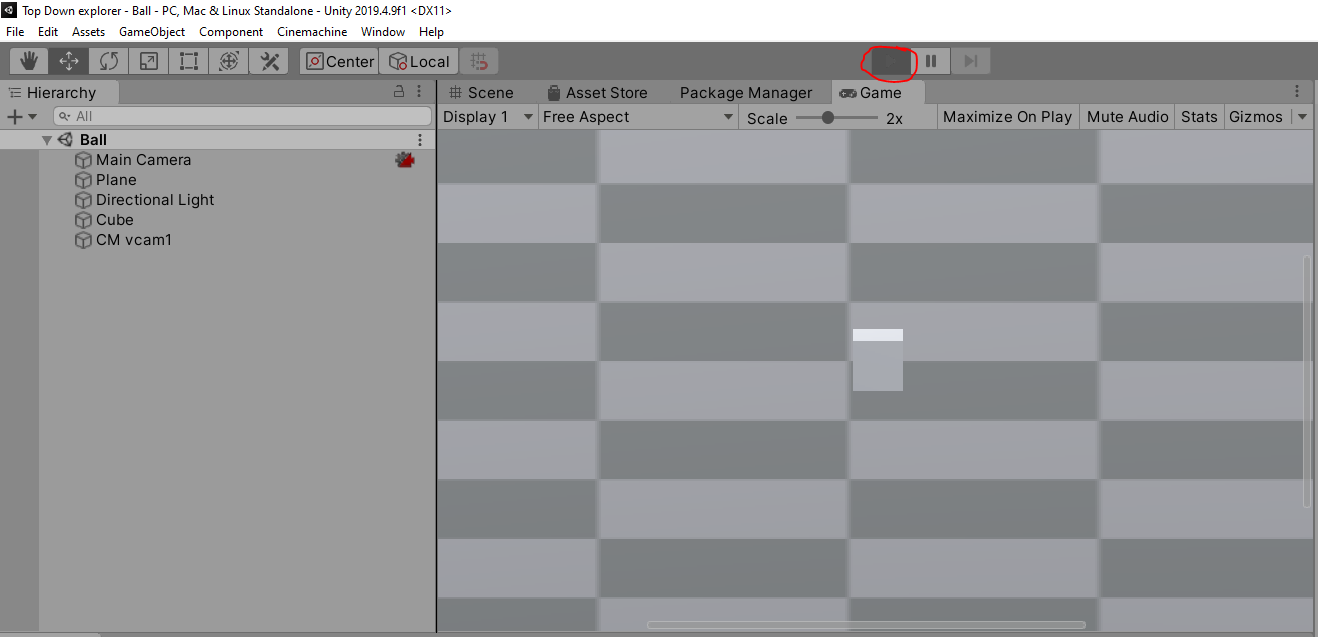 Top Down explorer - Ball - PC, Mac & Linux Standalone - Unity 2019.4.9f1 <DX11>
File Edit Assets GameObject Component Cinemachine Window Help
Center Local
Hierarchy
All
Ball
Main Camera
Plane
Directional Light
Cube
CM vcam1
Scene Asset Store Package Manager Game
Display 1 Free Aspect Scale 2x Maximize On Play Mute Audio Stats Gizmos